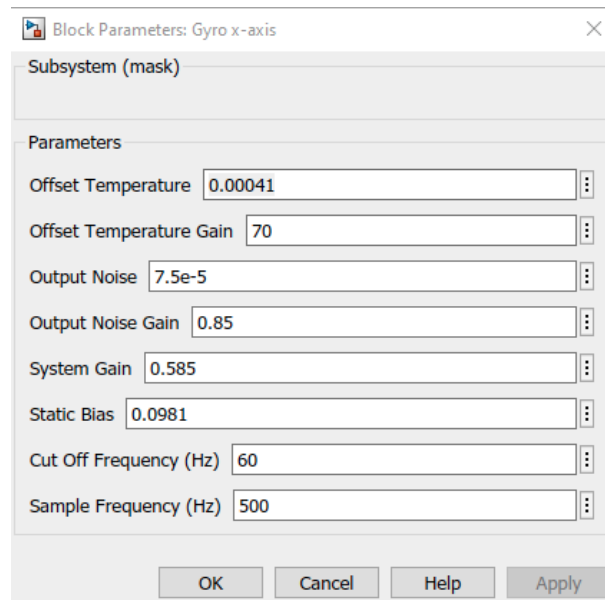 Block Parameters: Gyro x-axis
Subsystem (mask)
Parameters
Offset Temperature 0.00041
Offset Temperature Gain 70
Output Noise 7.5e-5
Output Noise Gain 0.85
System Gain 0.585
Static Bias 0.0981
Cut Off Frequency (Hz) 60
Sample Frequency (Hz) 500
OK Cancel Help Apply